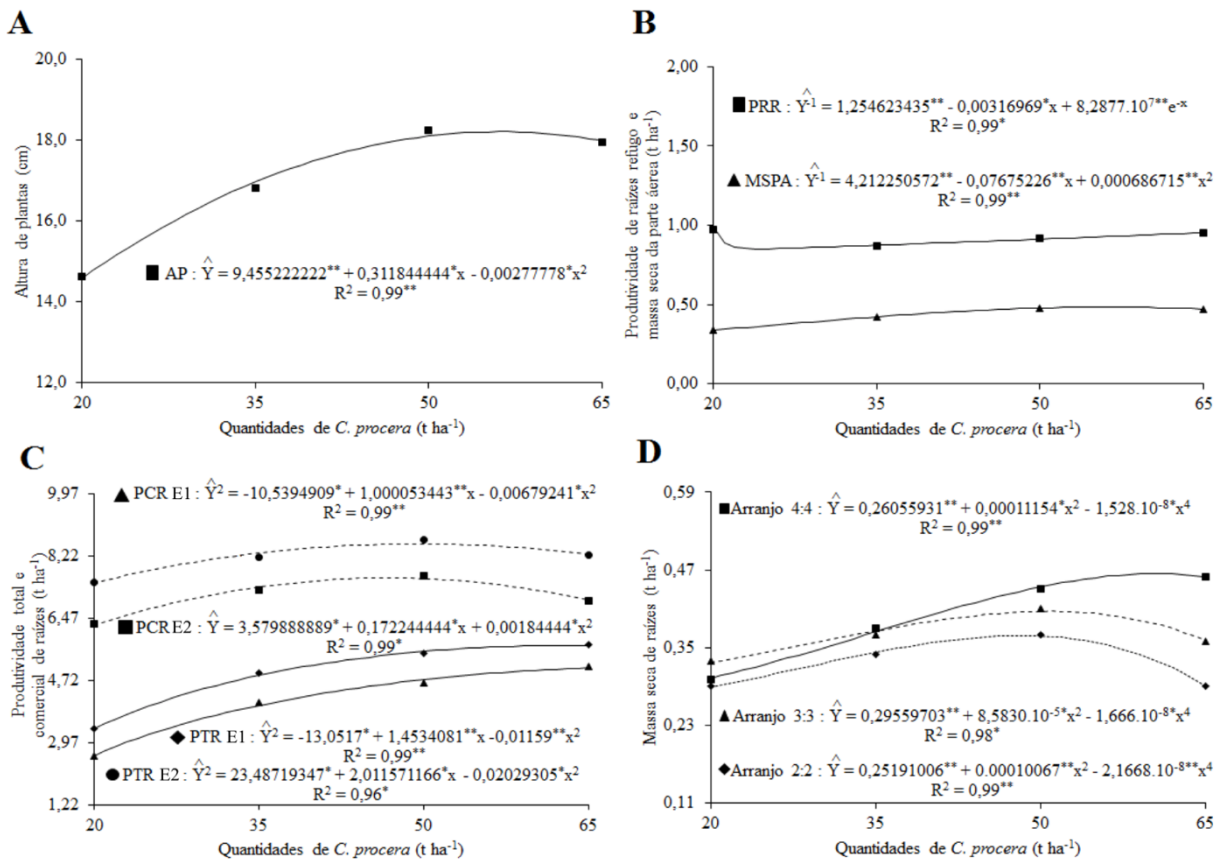 A
20,0
18,0
16,0
14,0
12,0
Altura de plantas (cm)
■ AP : Ŷ = 9,455222222** + 0,311844444*x - 0,00277778*x²
R² = 0,99**
20 35 50 65
Quantidades de C. procera (t ha⁻¹)
B
2,00
1,50
1,00
0,50
0,00
Produtividade de raízes refugo e
massa seca da parte áerea (t ha⁻¹)
■ PRR : Ŷ⁻¹ = 1,254623435** - 0,00316969*x + 8,2877.10⁷**e⁻ˣ
R² = 0,99*
▲ MSPA : Ŷ⁻¹ = 4,212250572** - 0,07675226**x + 0,000686715**x²
R² = 0,99**
20 35 50 65
Quantidades de C. procera (t ha⁻¹)
C
9,97
8,22
6,47
4,72
2,97
1,22
Produtividade total e
comercial de raízes (t ha⁻¹)
▲ PCR E1 : Ŷ² = -10,5394909* + 1,000053443**x - 0,00679241*x²
R² = 0,99**
■ PCR E2 : Ŷ = 3,579888889* + 0,172244444*x + 0,00184444*x²
R² = 0,99*
◆ PTR E1 : Ŷ² = -13,0517* + 1,4534081**x -0,01159**x²
R² = 0,99**
● PTR E2 : Ŷ² = 23,48719347* + 2,011571166*x - 0,02029305*x²
R² = 0,96*
20 35 50 65
Quantidades de C. procera (t ha⁻¹)
D
0,59
0,47
0,35
0,23
0,11
Massa seca de raízes (t ha⁻¹)
■ Arranjo 4:4 : Ŷ = 0,26055931** + 0,00011154*x² - 1,528.10⁻⁸*x⁴
R² = 0,99**
▲ Arranjo 3:3 : Ŷ = 0,29559703** + 8,5830.10⁻⁵*x² - 1,666.10⁻⁸*x⁴
R² = 0,98*
◆ Arranjo 2:2 : Ŷ = 0,25191006** + 0.00010067**x² - 2,1668.10⁻⁸**x⁴
R² = 0,99**
20 35 50 65
Quantidades de C. procera (t ha⁻¹)